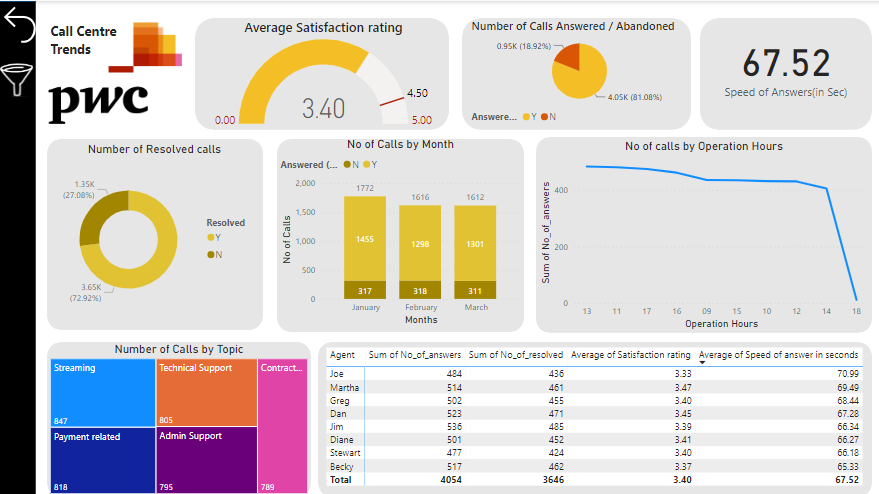 Call Centre
Trends
pwc
Average Satisfaction rating
4.50
3.40
0.00
5.00
Number of Calls Answered / Abandoned
0.95K (18.92%)
4.05K (81.08%)
Answere... Y N
67.52
Speed of Answers(in Sec)
Number of Resolved calls
1.35K
(27.08%)
Resolved
Y
N
3.65K
(72.92%)
No of Calls by Month
Answered (... N Y
2,000
1,500
1,000
500
0
No of Calls
1772
1616
1612
1455
1298
1301
317
318
311
January
February
March
Months
No of calls by Operation Hours
400
200
0
Sum of No_of_answers
13 11 17 16 09 15 10 12 14 18
Operation Hours
Number of Calls by Topic
Streaming
847
Technical Support
805
Contract...
789
Payment related
818
Admin Support
795
Agent Sum of No_of_answers Sum of No_of_resolved Average of Satisfaction rating Average of Speed of answer in seconds
Joe 484 436 3.33 70.99
Martha 514 461 3.47 69.49
Greg 502 455 3.40 68.44
Dan 523 471 3.45 67.28
Jim 536 485 3.39 66.34
Diane 501 452 3.41 66.27
Stewart 477 424 3.40 66.18
Becky 517 462 3.37 65.33
Total 4054 3646 3.40 67.52